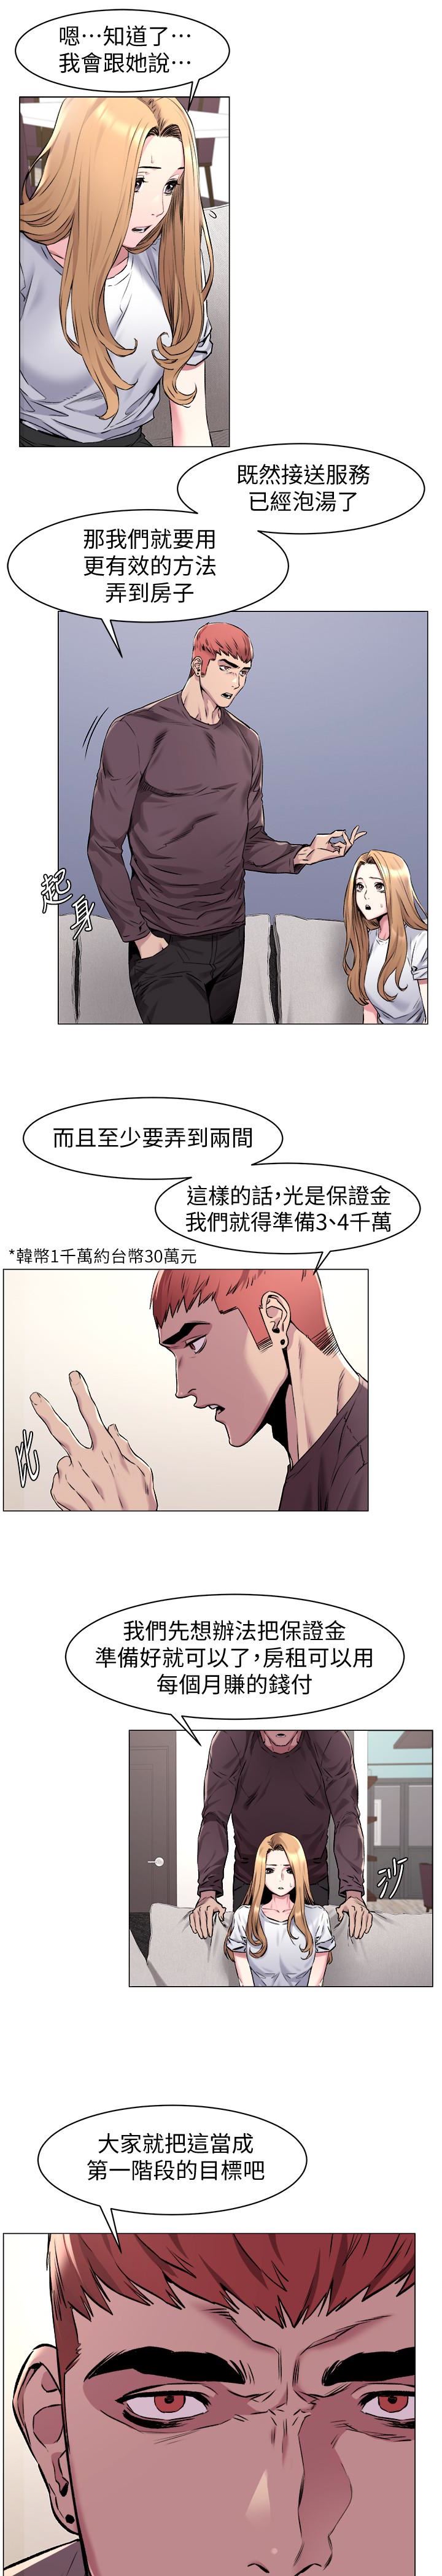 嗯…知道了…
我會跟她說…
既然接送服務
已經泡湯了
那我們就要用
更有效的方法
弄到房子
起身
而且至少要弄到兩間
這樣的話,光是保證金
我們就得準備3、4千萬
*韓幣1千萬約台幣30萬元
比
我們先想辦法把保證金
準備好就可以了,房租可以用
每個月賺的錢付
沙
大家就把這當成
第一階段的目標吧